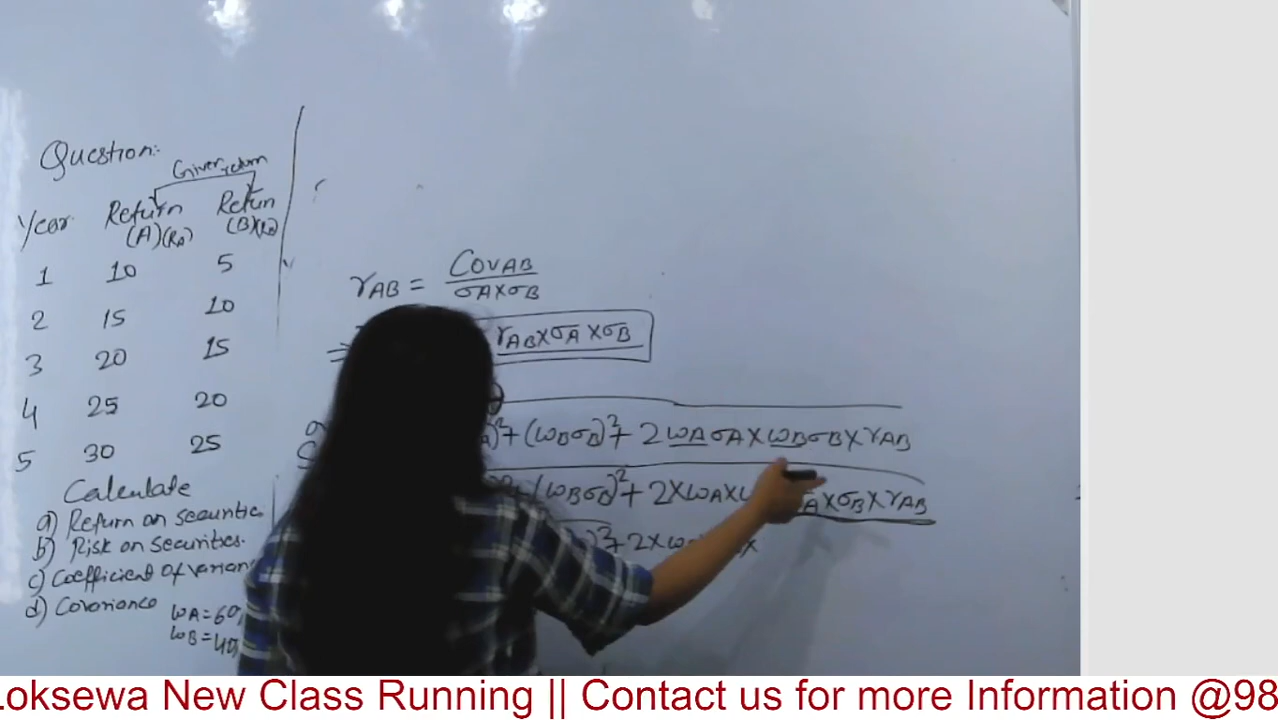 Question:-
Given return
Year Return (A)(RA) Return (B)(RB)
1 10 5
2 15 10
3 20 15
4 25 20
5 30 25
Calculate
a) Return on securities
b) Risk on securities.
c) Coefficient of varian
d) Covariance
wA=60
wB=40
rAB = CovAB / σA×σB
⇒ rAB×σA×σB
)²+(wBσB)²+ 2wAσA×wBσB×rAB
(wBσB)²+ 2×wA× A×σB×rAB
)²+2×w ×
Loksewa New Class Running || Contact us for more Information @98